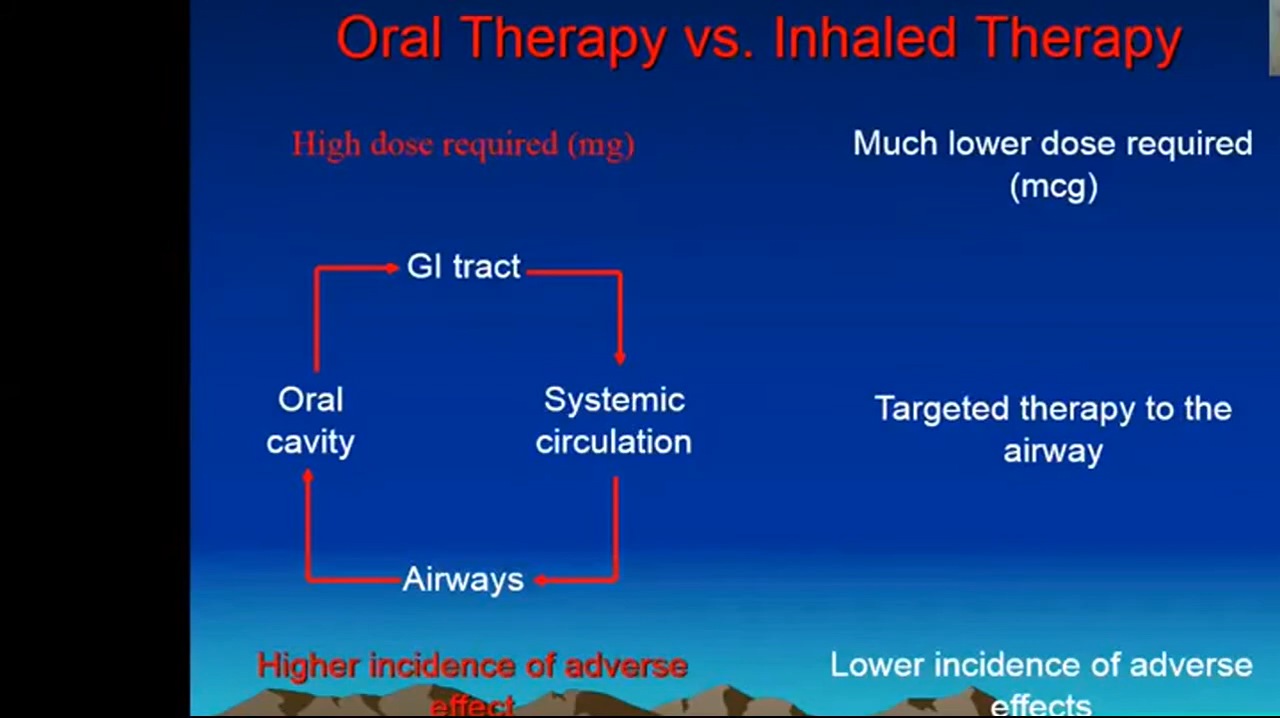 Oral Therapy vs. Inhaled Therapy
High dose required (mg)
Much lower dose required
(mcg)
GI tract
Oral
cavity
Systemic
circulation
Targeted therapy to the
airway
Airways
Higher incidence of adverse
effect
Lower incidence of adverse
effects